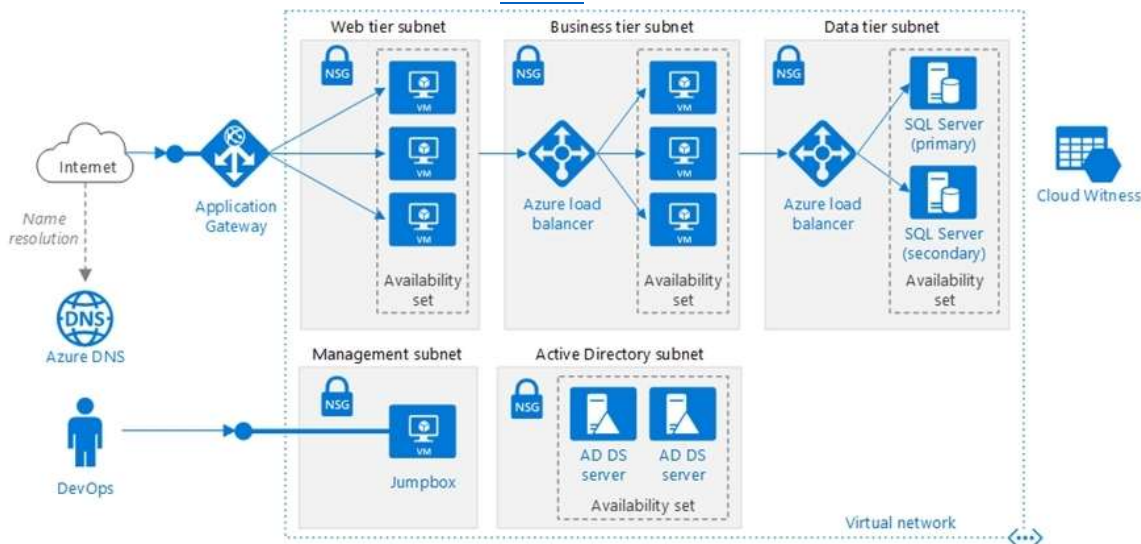 Web tier subnet
Business tier subnet
Data tier subnet
NSG
NSG
NSG
VM
VM
VM
VM
VM
VM
Internet
Application
Gateway
Azure load
balancer
Azure load
balancer
SQL Server
(primary)
SQL Server
(secondary)
Cloud Witness
Name
resolution
Availability
set
Availability
set
Availability
set
DNS
Azure DNS
Management subnet
Active Directory subnet
NSG
NSG
VM
Jumpbox
AD DS
server
AD DS
server
Availability set
DevOps
Virtual network